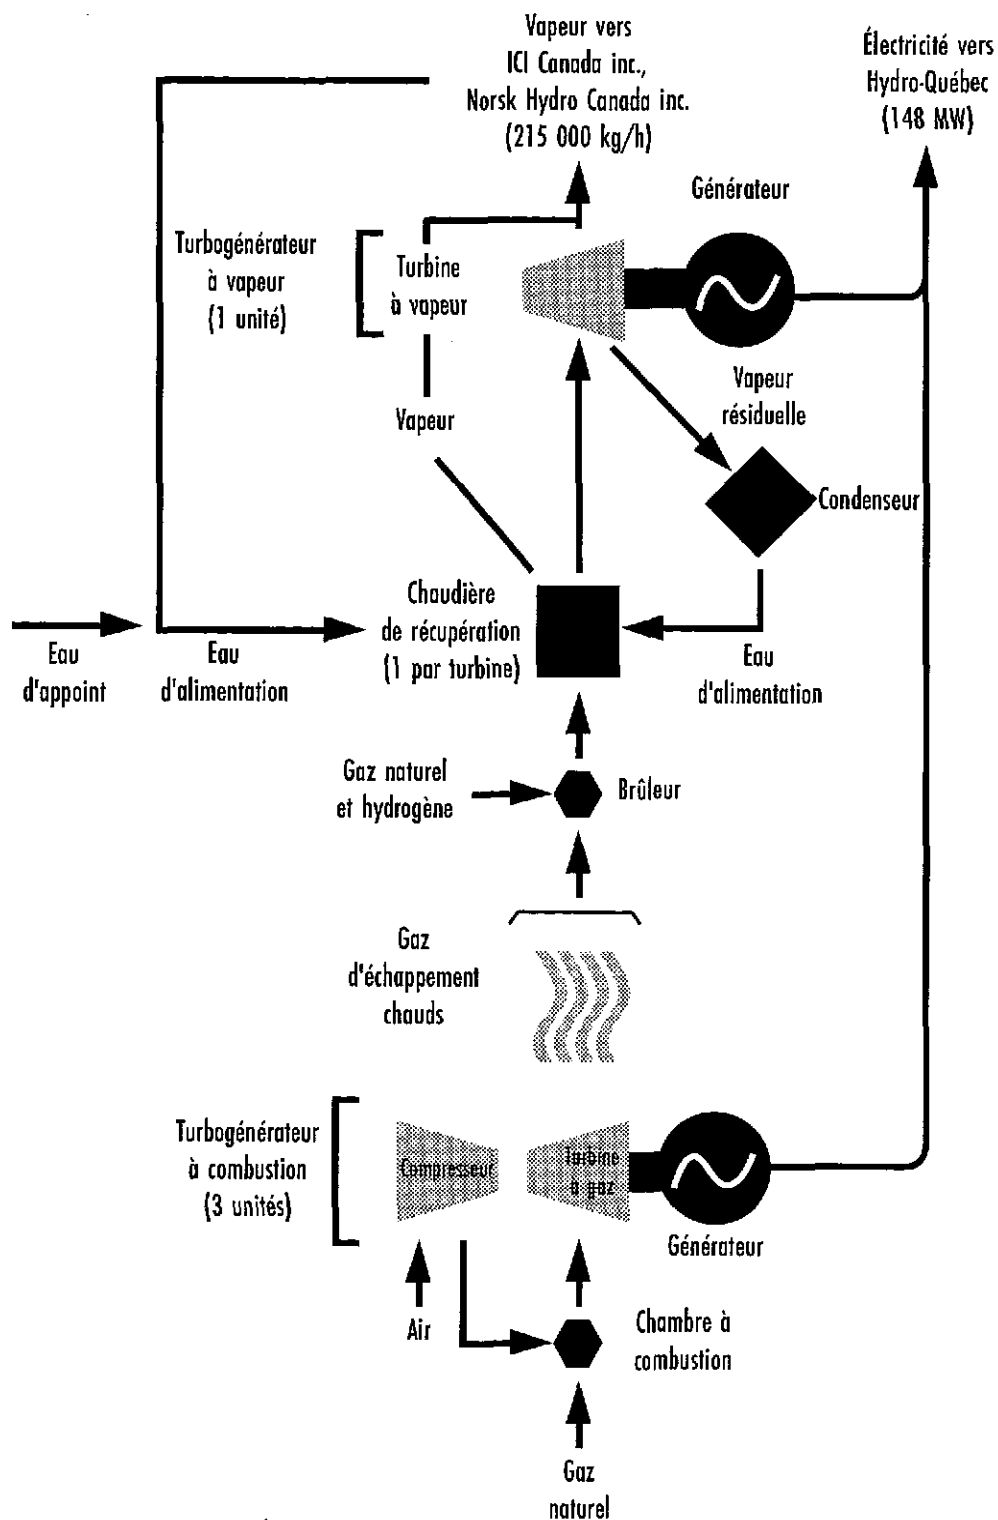 Vapeur vers
ICI Canada inc.,
Norsk Hydro Canada inc.
(215 000 kg/h)
Électricité vers
Hydro-Québec
(148 MW)
Générateur
Turbogénérateur
à vapeur
(1 unité)
Turbine
à vapeur
Vapeur
Vapeur
résiduelle
Condenseur
Chaudière
de récupération
(1 par turbine)
Eau
d'appoint
Eau
d'alimentation
Eau
d'alimentation
Gaz naturel
et hydrogène
Brûleur
Gaz
d'échappement
chauds
Turbogénérateur
à combustion
(3 unités)
Compresseur
Turbine
à gaz
Générateur
Air
Chambre à
combustion
Gaz
naturel